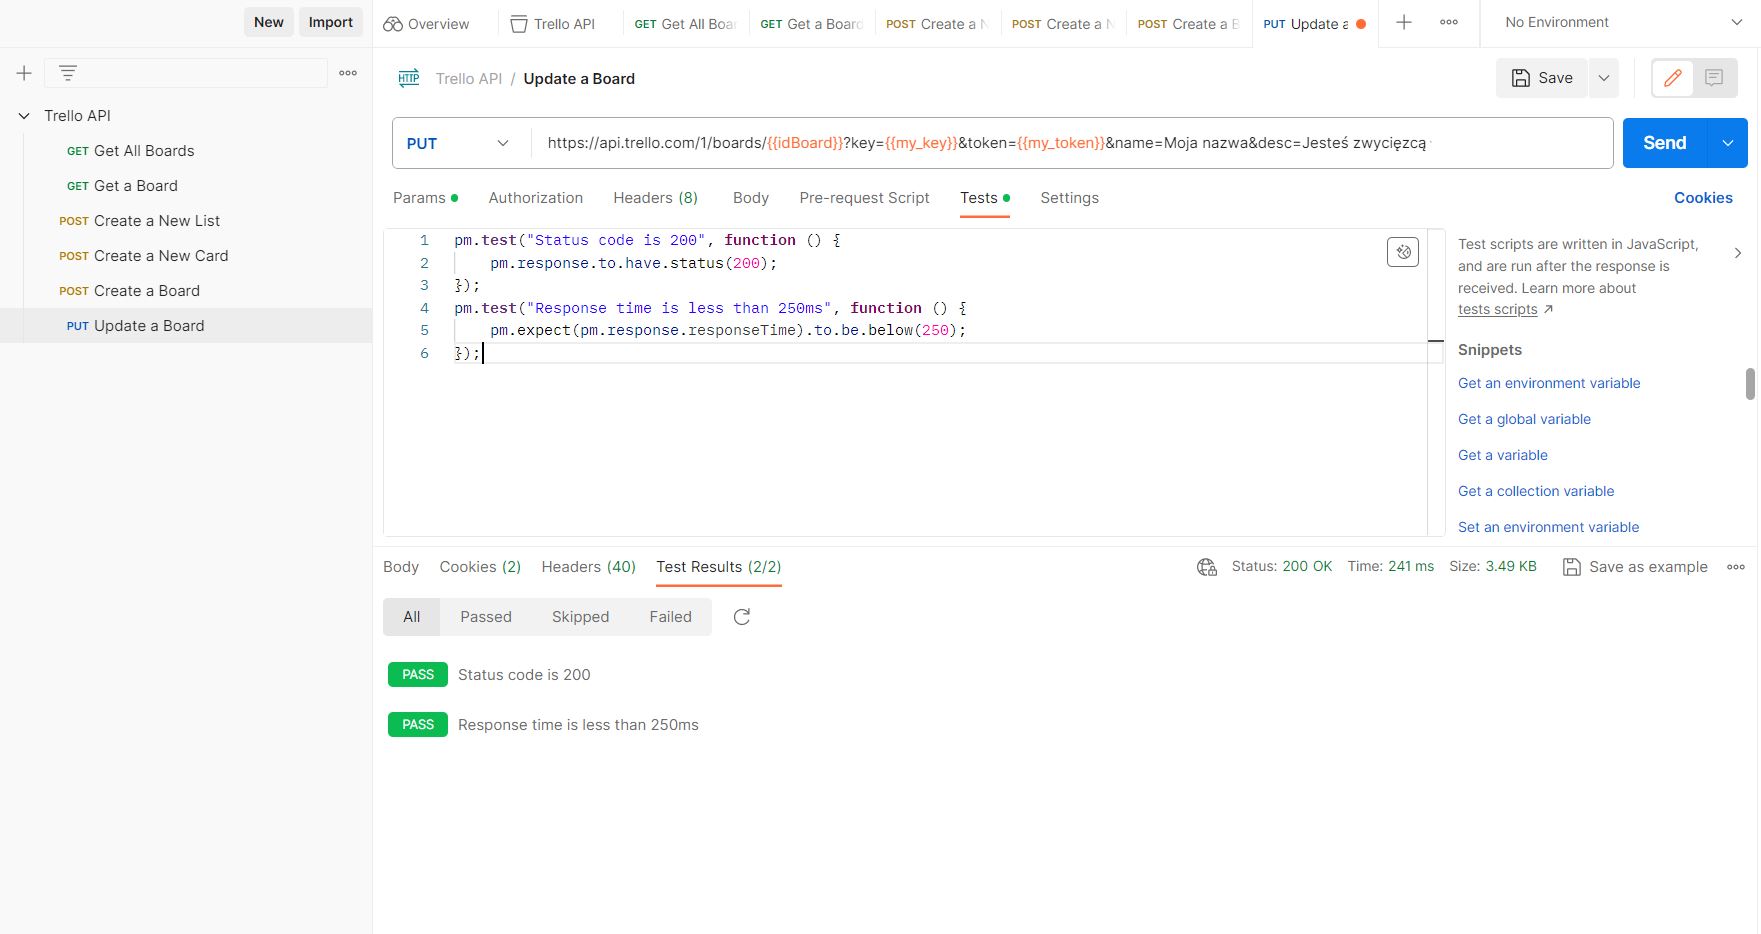 New Import
Overview Trello API GET Get All Boar GET Get a Board POST Create a N POST Create a N POST Create a B PUT Update a No Environment
Trello API / Update a Board Save
Trello API
GET Get All Boards
GET Get a Board
POST Create a New List
POST Create a New Card
POST Create a Board
PUT Update a Board
HTTP
PUT https://api.trello.com/1/boards/{{idBoard}}?key={{my_key}}&token={{my_token}}&name=Moja nazwa&desc=Jesteś zwycięzcą Send
Params Authorization Headers (8) Body Pre-request Script Tests Settings Cookies
1 pm.test("Status code is 200", function () {
2 pm.response.to.have.status(200);
3 });
4 pm.test("Response time is less than 250ms", function () {
5 pm.expect(pm.response.responseTime).to.be.below(250);
6 });
Test scripts are written in JavaScript,
and are run after the response is
received. Learn more about
tests scripts ↗
Snippets
Get an environment variable
Get a global variable
Get a variable
Get a collection variable
Set an environment variable
Body Cookies (2) Headers (40) Test Results (2/2) Status: 200 OK Time: 241 ms Size: 3.49 KB Save as example
All Passed Skipped Failed
PASS Status code is 200
PASS Response time is less than 250ms